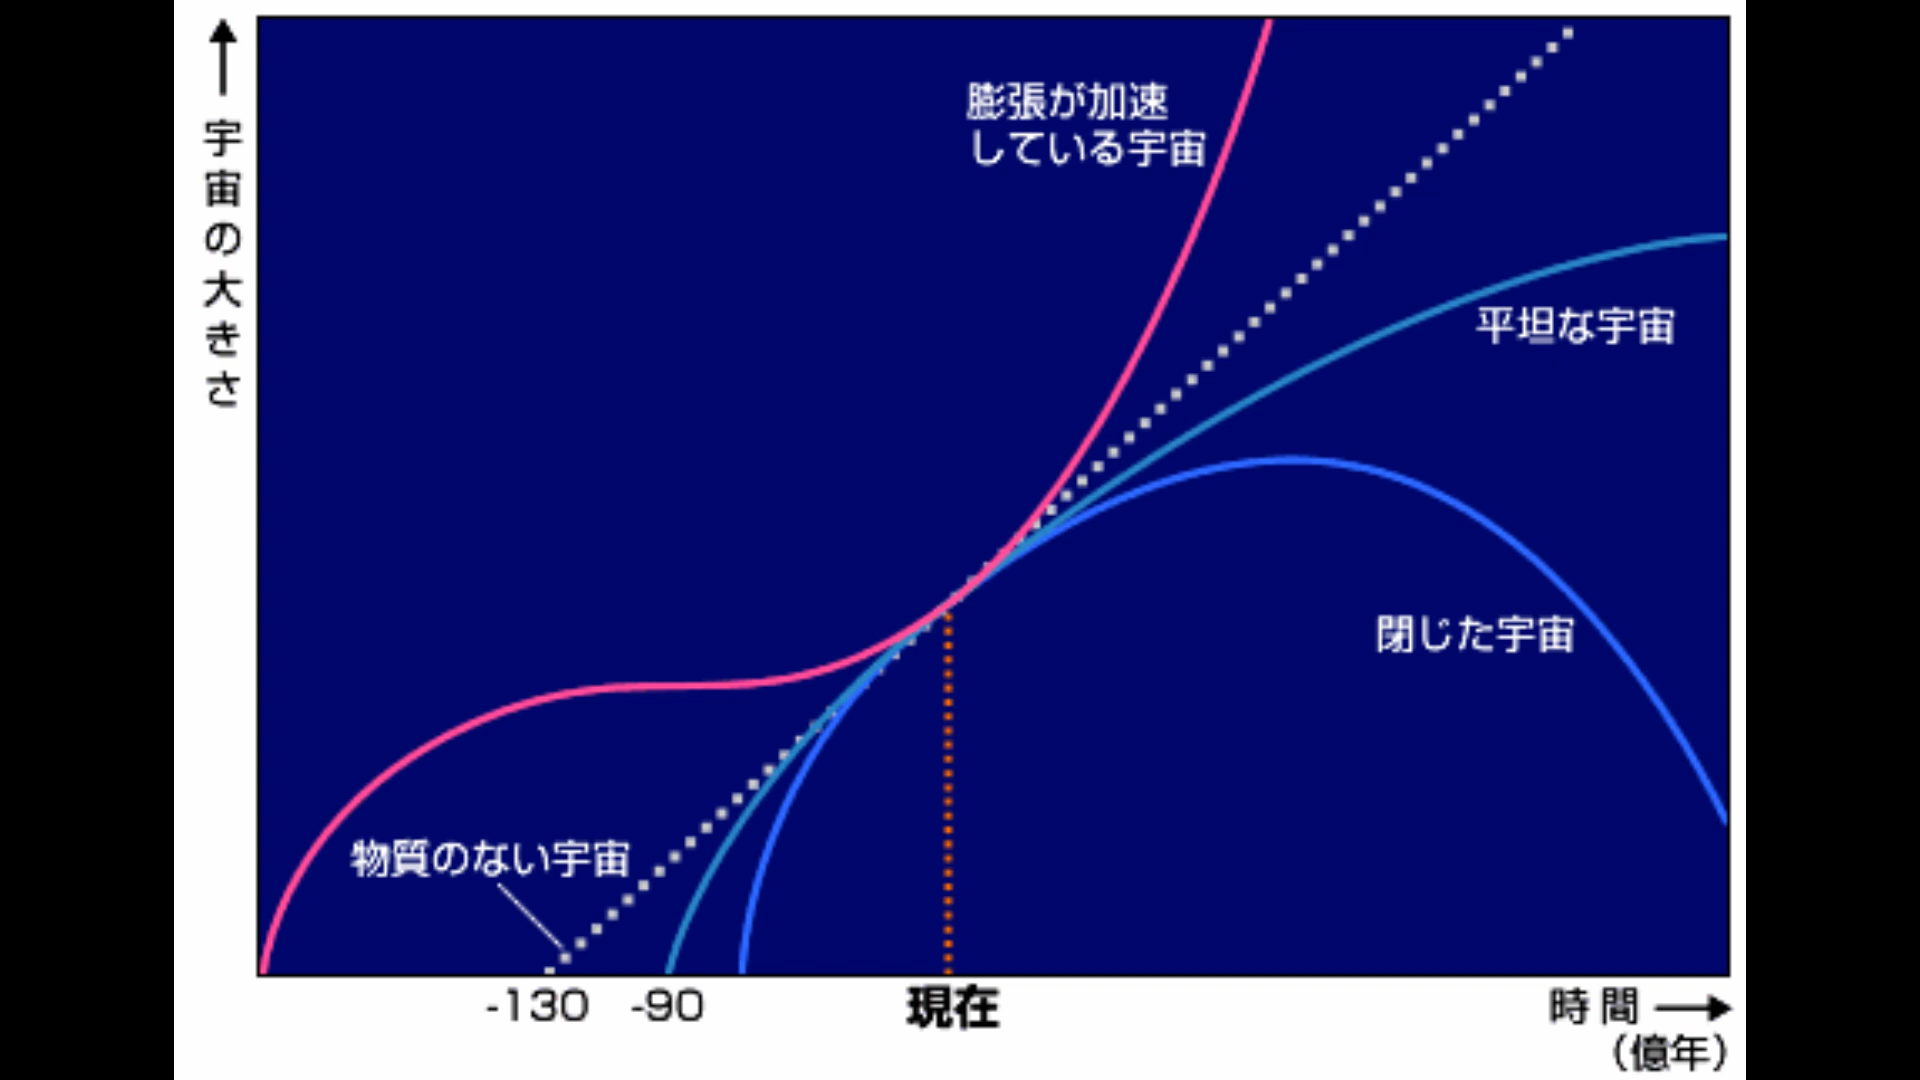 宇宙の大きさ
膨張が加速
している宇宙
平坦な宇宙
閉じた宇宙
物質のない宇宙
-130
-90
現在
時間
（億年）